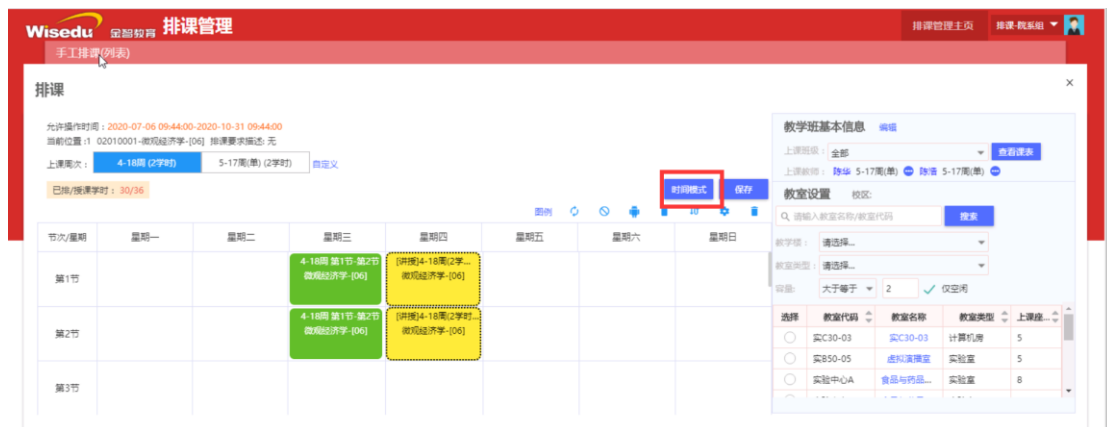 Wisedu 金智教育 排课管理 排课管理主页 排课-院系组
手工排课(列表)
排课 ×
允许操作时间：2020-07-06 09:44:00-2020-10-31 09:44:00
当前位置 :1 02010001-微观经济学-[06] 排课要求描述: 无
上课周次： 4-18周 (2学时) 5-17周(单) (2学时) 自定义
已排/授课学时： 30/36
时间模式 保存
图例
节次/星期 星期一 星期二 星期三 星期四 星期五 星期六 星期日
第1节 4-18周 第1节-第2节 [讲授]4-18周(2学...
微观经济学-[06] 微观经济学-[06]
第2节 4-18周 第1节-第2节 [讲授]4-18周(2学时...
微观经济学-[06] 微观经济学-[06]
第3节
教学班基本信息 编辑
上课班级： 全部 查看课表
上课教师： 陈华 5-17周(单) 陈浩 5-17周(单)
教室设置 校区:
请输入教室名称/教室代码 搜索
教学楼： 请选择...
教室类型： 请选择...
容量: 大于等于 2 仅空闲
选择 教室代码 教室名称 教室类型 上课座...
实C30-03 实C30-03 计算机房 5
实B50-05 虚拟演播室 实验室 5
实验中心A 食品与药品... 实验室 8